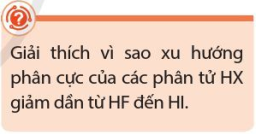 Giải thích vì sao xu hướng
phân cực của các phân tử HX
giảm dần từ HF đến HI.